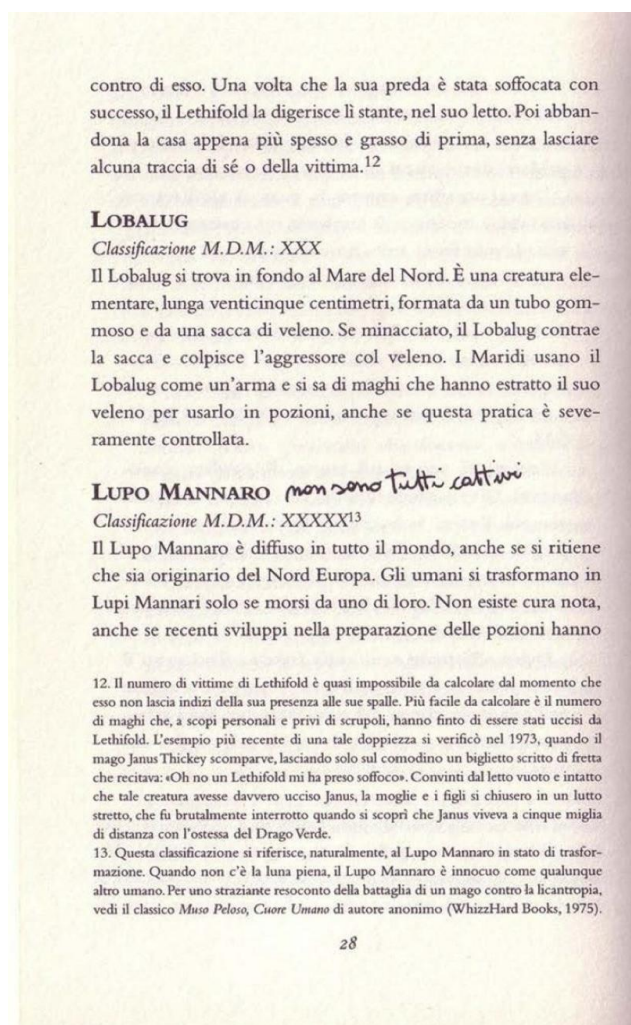 contro di esso. Una volta che la sua preda è stata soffocata con
successo, il Lethifold la digerisce lì stante, nel suo letto. Poi abban-
dona la casa appena più spesso e grasso di prima, senza lasciare
alcuna traccia di sé o della vittima.12
LOBALUG
Classificazione M.D.M.: XXX
Il Lobalug si trova in fondo al Mare del Nord. È una creatura ele-
mentare, lunga venticinque centimetri, formata da un tubo gom-
moso e da una sacca di veleno. Se minacciato, il Lobalug contrae
la sacca e colpisce l'aggressore col veleno. I Maridi usano il
Lobalug come un'arma e si sa di maghi che hanno estratto il suo
veleno per usarlo in pozioni, anche se questa pratica è seve-
ramente controllata.
LUPO MANNARO non sono tutti cattivi
Classificazione M.D.M.: XXXXX13
Il Lupo Mannaro è diffuso in tutto il mondo, anche se si ritiene
che sia originario del Nord Europa. Gli umani si trasformano in
Lupi Mannari solo se morsi da uno di loro. Non esiste cura nota,
anche se recenti sviluppi nella preparazione delle pozioni hanno
12. Il numero di vittime di Lethifold è quasi impossibile da calcolare dal momento che
esso non lascia indizi della sua presenza alle sue spalle. Più facile da calcolare è il numero
di maghi che, a scopi personali e privi di scrupoli, hanno finto di essere stati uccisi da
Lethifold. L'esempio più recente di una tale doppiezza si verificò nel 1973, quando il
mago Janus Thickey scomparve, lasciando solo sul comodino un biglietto scritto di fretta
che recitava: «Oh no un Lethifold mi ha preso soffoco». Convinti dal letto vuoto e intatto
che tale creatura avesse davvero ucciso Janus, la moglie e i figli si chiusero in un lutto
stretto, che fu brutalmente interrotto quando si scoprì che Janus viveva a cinque miglia
di distanza con l'ostessa del Drago Verde.
13. Questa classificazione si riferisce, naturalmente, al Lupo Mannaro in stato di trasfor-
mazione. Quando non c'è la luna piena, il Lupo Mannaro è innocuo come qualunque
altro umano. Per uno straziante resoconto della battaglia di un mago contro la licantropia,
vedi il classico Muso Peloso, Cuore Umano di autore anonimo (WhizzHard Books, 1975).
28